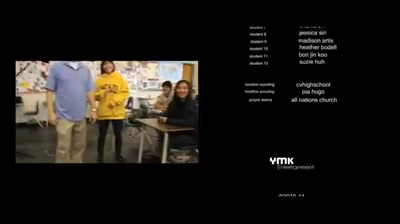 student 8 jessica sin
student 9 madison artis
student 10 heather bodell
student 11 bon jin koo
student 12 suzie huh
location scouting cvhighschool
location scouting pia hugo
prayer teams all nations church
YMK
Entertainment